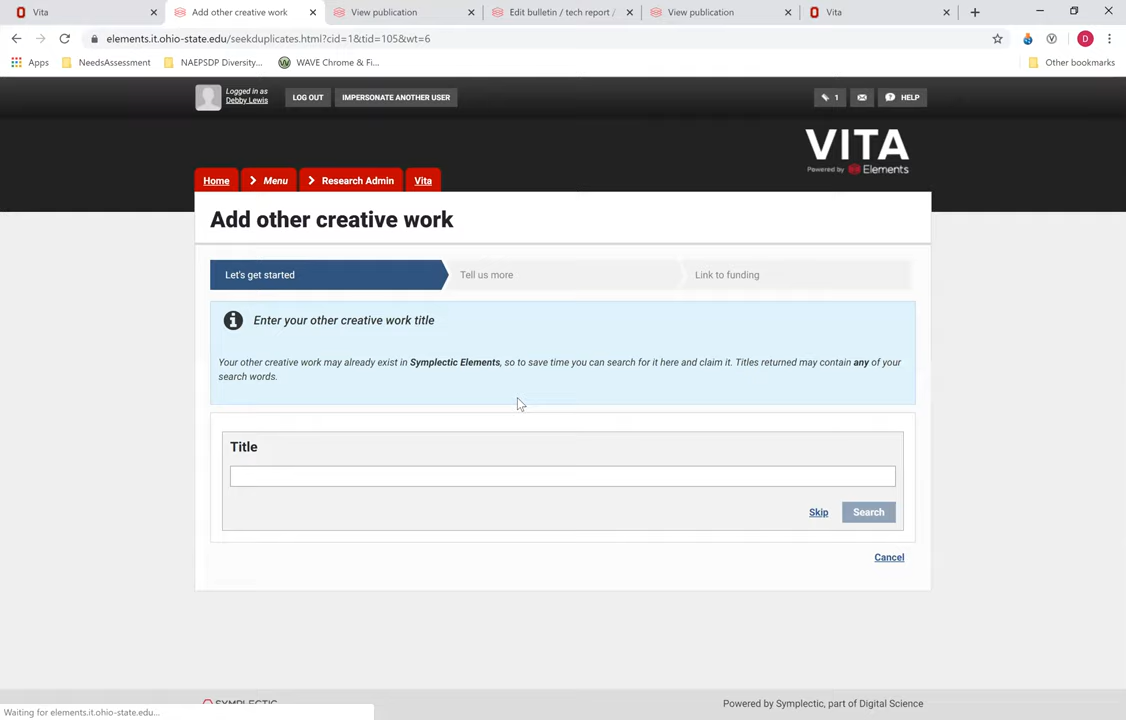 Vita
Add other creative work
View publication
Edit bulletin / tech report /
View publication
Vita
elements.it.ohio-state.edu/seekduplicates.html?cid=1&tid=105&wt=6
D
Apps
NeedsAssessment
NAEPSDP Diversity...
WAVE Chrome & Fi...
Other bookmarks
Logged in as
Debby Lewis
LOG OUT
IMPERSONATE ANOTHER USER
1
HELP
VITA
Powered by Elements
Home
Menu
Research Admin
Vita
Add other creative work
Let's get started
Tell us more
Link to funding
Enter your other creative work title
Your other creative work may already exist in Symplectic Elements, so to save time you can search for it here and claim it. Titles returned may contain any of your
search words.
Title
Skip
Search
Cancel
SYMPLECTIC
Powered by Symplectic, part of Digital Science
Waiting for elements.it.ohio-state.edu...